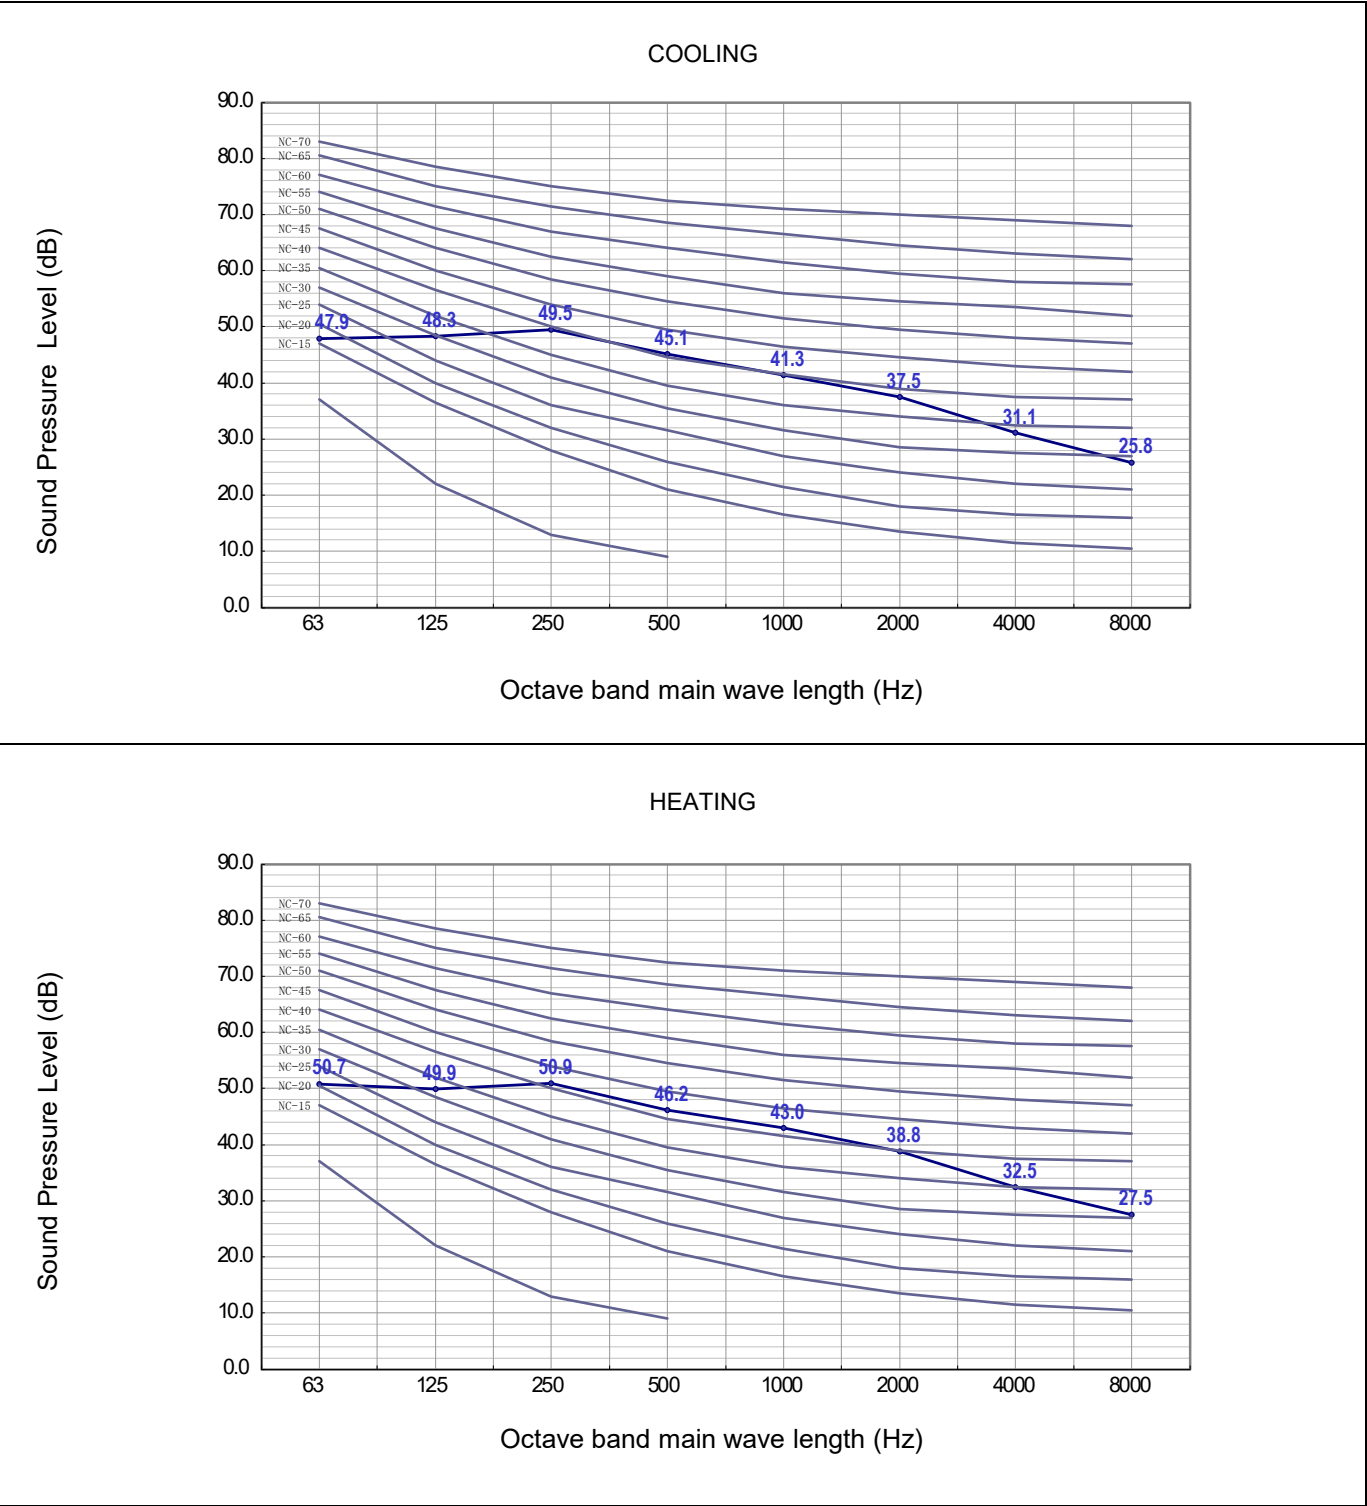 COOLING
90.0
80.0
70.0
60.0
50.0
40.0
30.0
20.0
10.0
0.0
Sound Pressure Level (dB)
NC-70
NC-65
NC-60
NC-55
NC-50
NC-45
NC-40
NC-35
NC-30
NC-25
NC-20
NC-15
47.9 48.3 49.5 45.1 41.3 37.5 31.1 25.8
63 125 250 500 1000 2000 4000 8000
Octave band main wave length (Hz)
HEATING
90.0
80.0
70.0
60.0
50.0
40.0
30.0
20.0
10.0
0.0
Sound Pressure Level (dB)
NC-70
NC-65
NC-60
NC-55
NC-50
NC-45
NC-40
NC-35
NC-30
NC-25
NC-20
NC-15
50.7 49.9 50.9 46.2 43.0 38.8 32.5 27.5
63 125 250 500 1000 2000 4000 8000
Octave band main wave length (Hz)